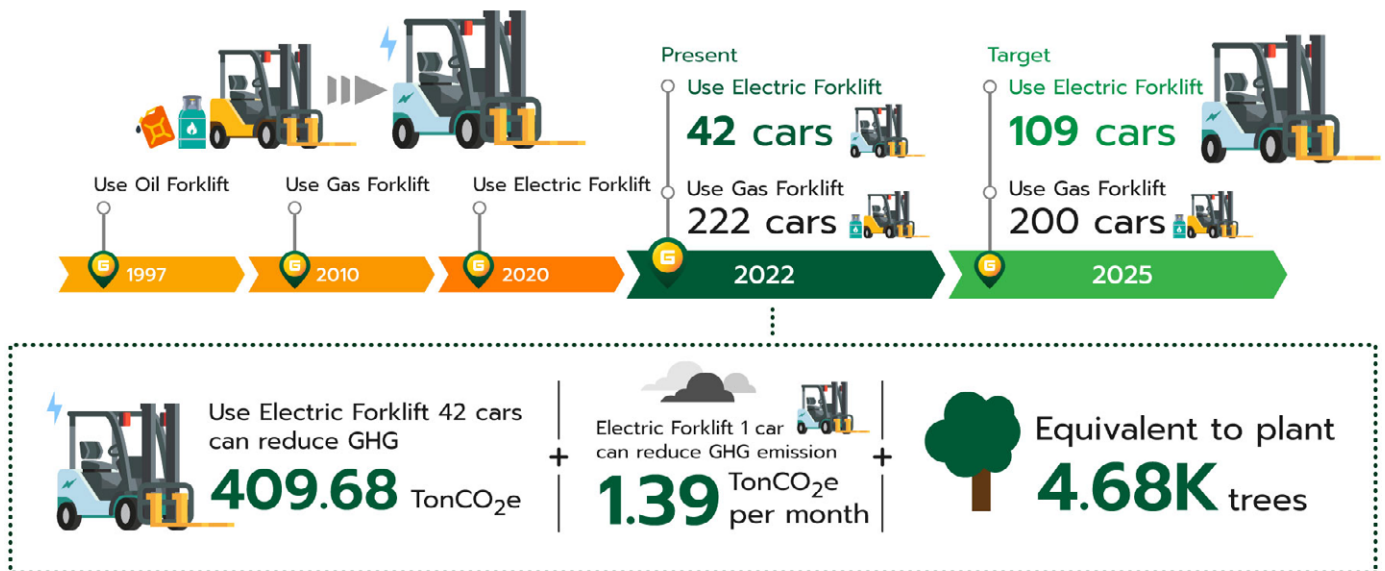 Use Oil Forklift
1997
Use Gas Forklift
2010
Use Electric Forklift
2020
Present
Use Electric Forklift
42 cars
Use Gas Forklift
222 cars
2022
Target
Use Electric Forklift
109 cars
Use Gas Forklift
200 cars
2025
G
G
G
G
G
Use Electric Forklift 42 cars
can reduce GHG
409.68 TonCO₂e
+
Electric Forklift 1 car
can reduce GHG emission
1.39 TonCO₂e
per month
+
Equivalent to plant
4.68K trees